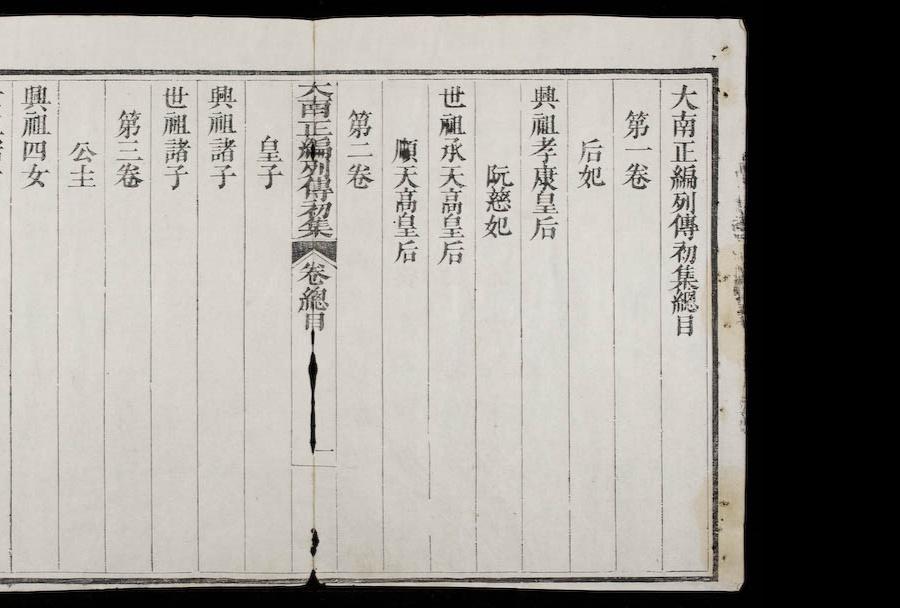 大南正編列傳初集總目
第一卷
后妃
興祖孝康皇后
阮慈妃
世祖承天高皇后
順天高皇后
第二卷
大南正編列傳初集 卷總目 一
皇子
興祖諸子
世祖諸子
第三卷
公主
興祖四女